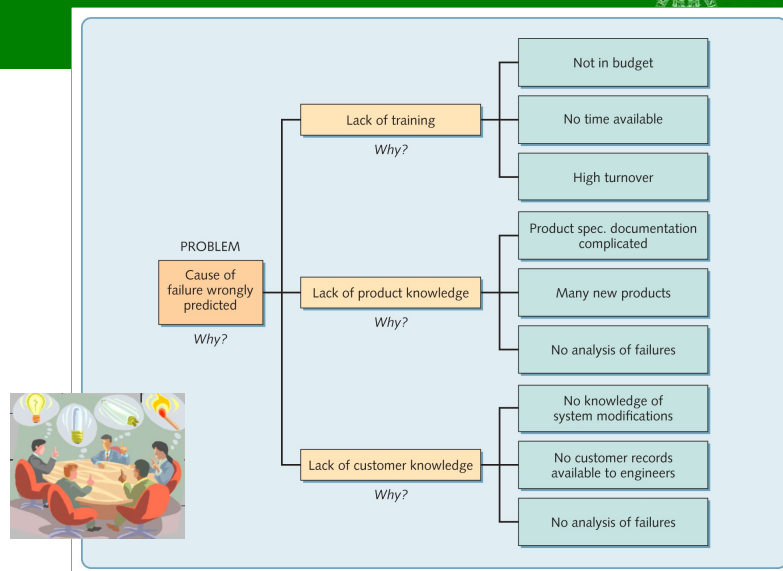 Not in budget
Lack of training
No time available
Why?
High turnover
PROBLEM
Cause of
failure wrongly
predicted
Why?
Product spec. documentation
complicated
Lack of product knowledge
Many new products
Why?
No analysis of failures
No knowledge of
system modifications
Lack of customer knowledge
No customer records
available to engineers
Why?
No analysis of failures